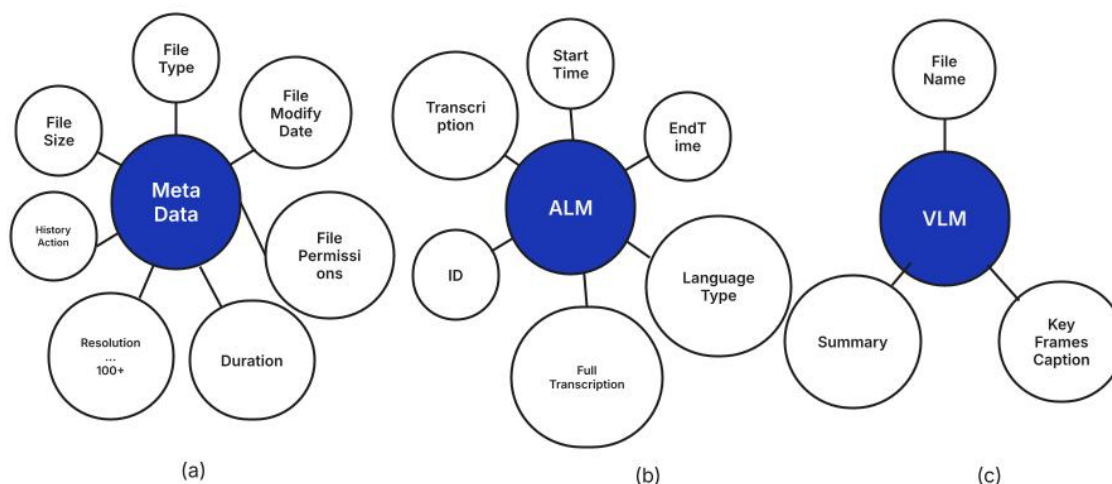 File
Type
File
Modify
Date
File
Size
Meta
Data
History
Action
File
Permissi
ons
Resolution
...
100+
Duration
(a)
Start
Time
Transcri
ption
EndT
ime
ALM
ID
Language
Type
Full
Transcription
(b)
File
Name
VLM
Summary
Key
Frames
Caption
(c)